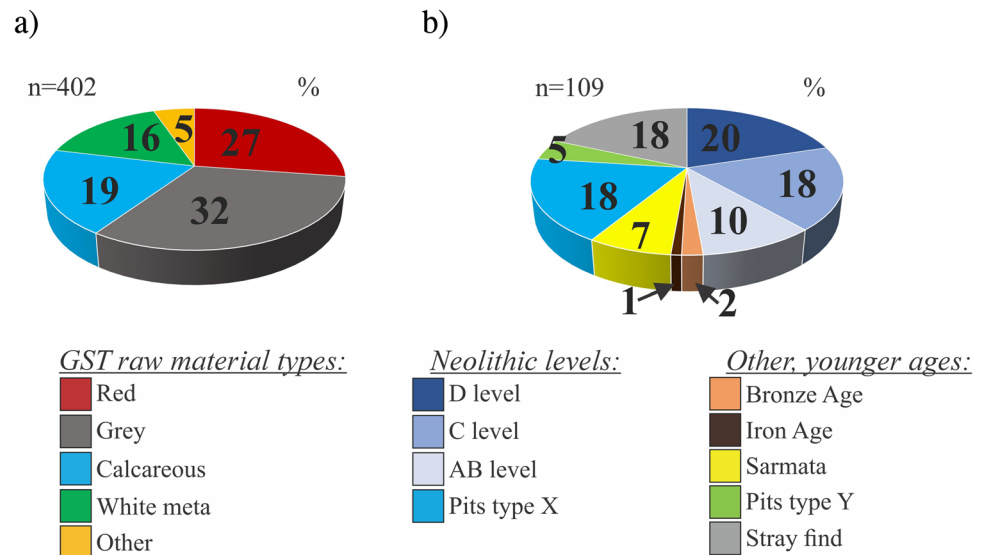 a)
n=402 %
5
27
16
19
32
b)
n=109 %
18
20
5
18
18
10
7
1
2
GST raw material types:
Red
Grey
Calcareous
White meta
Other
Neolithic levels:
D level
C level
AB level
Pits type X
Other, younger ages:
Bronze Age
Iron Age
Sarmata
Pits type Y
Stray find